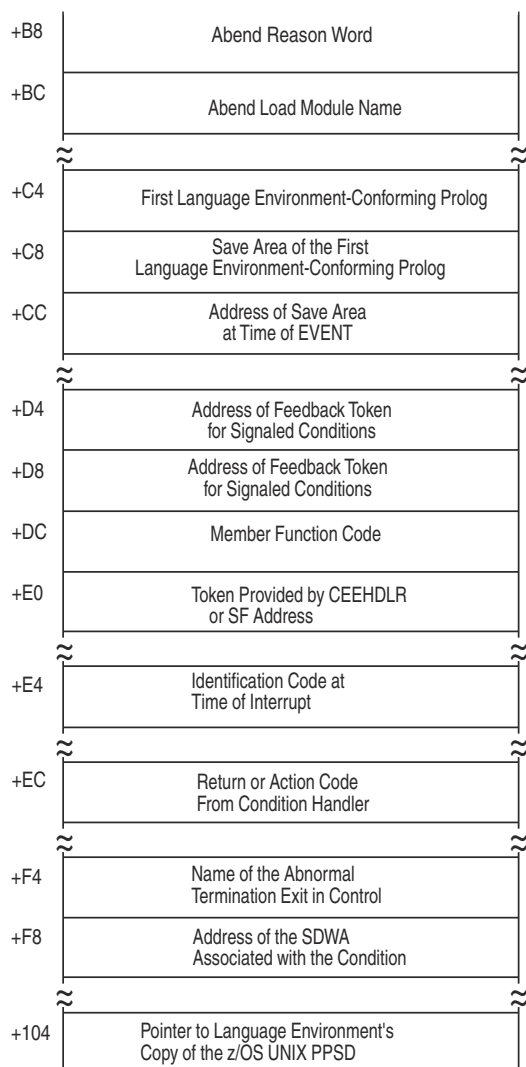 +B8
Abend Reason Word
+BC
Abend Load Module Name
≈ ≈
+C4
First Language Environment-Conforming Prolog
+C8
Save Area of the First
Language Environment-Conforming Prolog
+CC
Address of Save Area
at Time of EVENT
≈ ≈
+D4
Address of Feedback Token
for Signaled Conditions
+D8
Address of Feedback Token
for Signaled Conditions
+DC
Member Function Code
+E0
Token Provided by CEEHDLR
or SF Address
≈ ≈
+E4
Identification Code at
Time of Interrupt
≈ ≈
+EC
Return or Action Code
From Condition Handler
≈ ≈
+F4
Name of the Abnormal
Termination Exit in Control
+F8
Address of the SDWA
Associated with the Condition
≈ ≈
+104
Pointer to Language Environment's
Copy of the z/OS UNIX PPSD